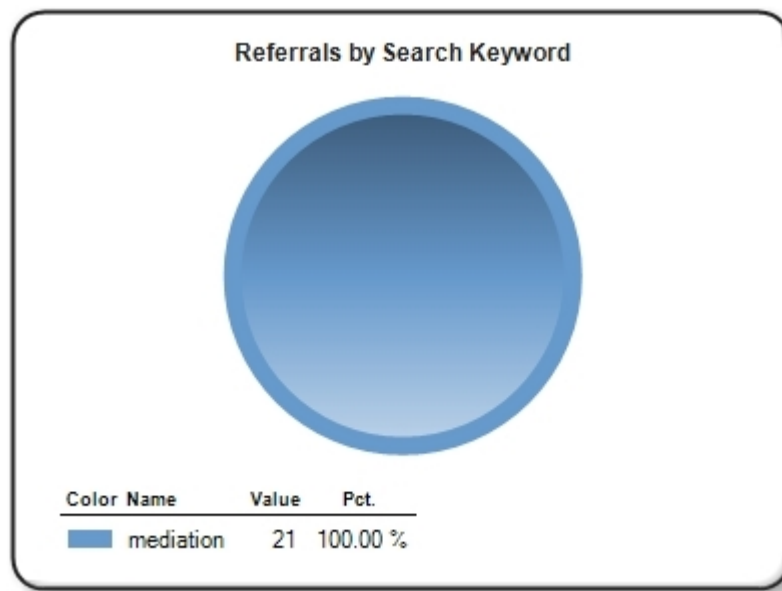 Referrals by Search Keyword
Color Name Value Pct.
mediation 21 100.00 %